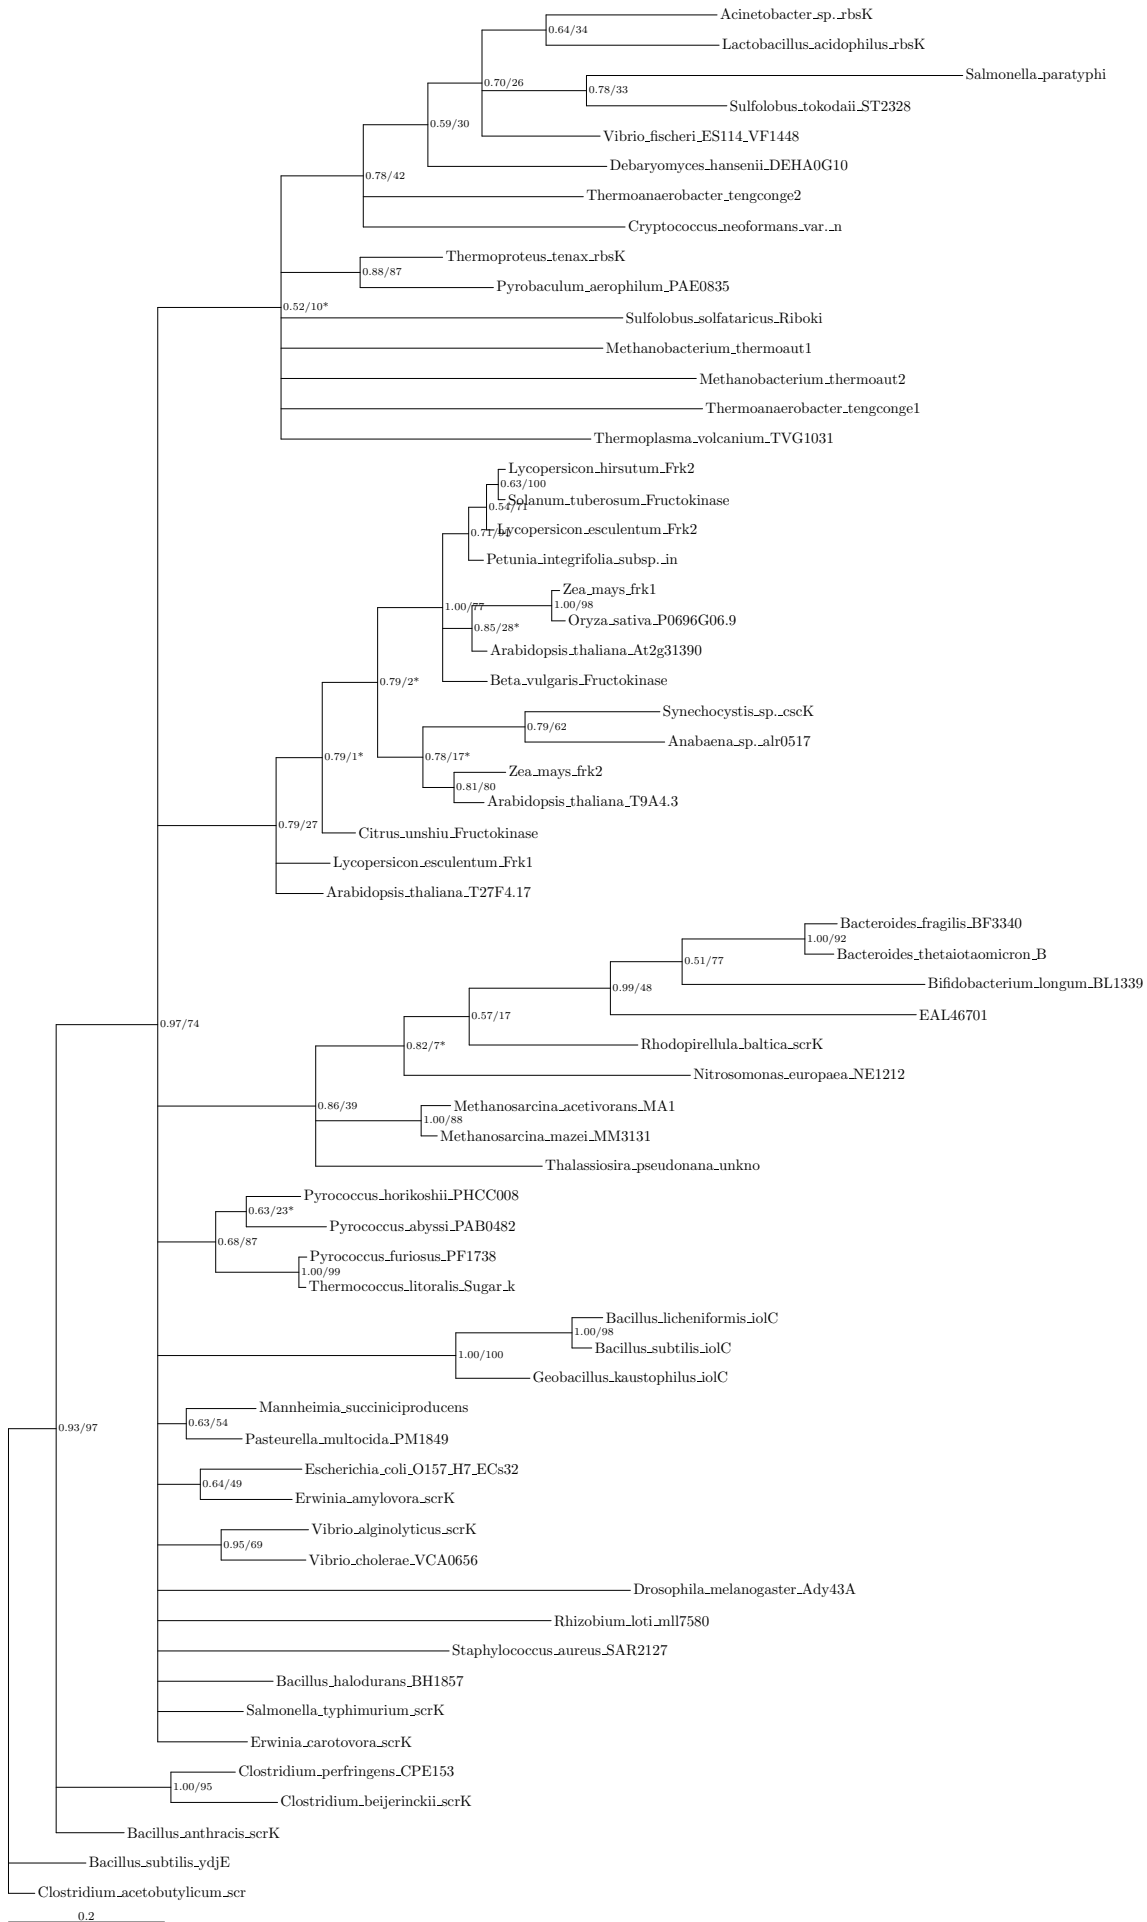 Acinetobacter_sp._rbsK
0.64/34
Lactobacillus_acidophilus_rbsK
Salmonella_paratyphi
0.70/26
0.78/33
Sulfolobus_tokodaii_ST2328
0.59/30
Vibrio_fischeri_ES114_VF1448
Debaryomyces_hansenii_DEHA0G10
0.78/42
Thermoanaerobacter_tengconge2
Cryptococcus_neoformans_var._n
Thermoproteus_tenax_rbsK
0.88/87
Pyrobaculum_aerophilum_PAE0835
0.52/10*
Sulfolobus_solfataricus_Riboki
Methanobacterium_thermoaut1
Methanobacterium_thermoaut2
Thermoanaerobacter_tengconge1
Thermoplasma_volcanium_TVG1031
Lycopersicon_hirsutum_Frk2
0.63/100
Solanum_tuberosum_Fructokinase
0.54/71
Lycopersicon_esculentum_Frk2
Petunia_integrifolia_subsp._in
Zea_mays_frk1
1.00/77
1.00/98
Oryza_sativa_P0696G06.9
0.85/28*
Arabidopsis_thaliana_At2g31390
Beta_vulgaris_Fructokinase
0.79/2*
Synechocystis_sp._cscK
0.79/62
Anabaena_sp._alr0517
0.79/1*
0.78/17*
Zea_mays_frk2
0.81/80
Arabidopsis_thaliana_T9A4.3
0.79/27
Citrus_unshiu_Fructokinase
Lycopersicon_esculentum_Frk1
Arabidopsis_thaliana_T27F4.17
Bacteroides_fragilis_BF3340
1.00/92
Bacteroides_thetaiotaomicron_B
0.51/77
Bifidobacterium_longum_BL1339
0.99/48
EAL46701
0.57/17
0.97/74
Rhodopirellula_baltica_scrK
0.82/7*
Nitrosomonas_europaea_NE1212
0.86/39
Methanosarcina_acetivorans_MA1
1.00/88
Methanosarcina_mazei_MM3131
Thalassiosira_pseudonana_unkno
Pyrococcus_horikoshii_PHCC008
0.63/23*
Pyrococcus_abyssi_PAB0482
0.68/87
Pyrococcus_furiosus_PF1738
1.00/99
Thermococcus_litoralis_Sugar_k
Bacillus_licheniformis_iolC
1.00/98
Bacillus_subtilis_iolC
1.00/100
Geobacillus_kaustophilus_iolC
Mannheimia_succiniciproducens
0.63/54
0.93/97
Pasteurella_multocida_PM1849
Escherichia_coli_O157_H7_ECs32
0.64/49
Erwinia_amylovora_scrK
Vibrio_alginolyticus_scrK
0.95/69
Vibrio_cholerae_VCA0656
Drosophila_melanogaster_Ady43A
Rhizobium_loti_mll7580
Staphylococcus_aureus_SAR2127
Bacillus_halodurans_BH1857
Salmonella_typhimurium_scrK
Erwinia_carotovora_scrK
Clostridium_perfringens_CPE153
1.00/95
Clostridium_beijerinckii_scrK
Bacillus_anthracis_scrK
Bacillus_subtilis_ydjE
Clostridium_acetobutylicum_scr
0.2